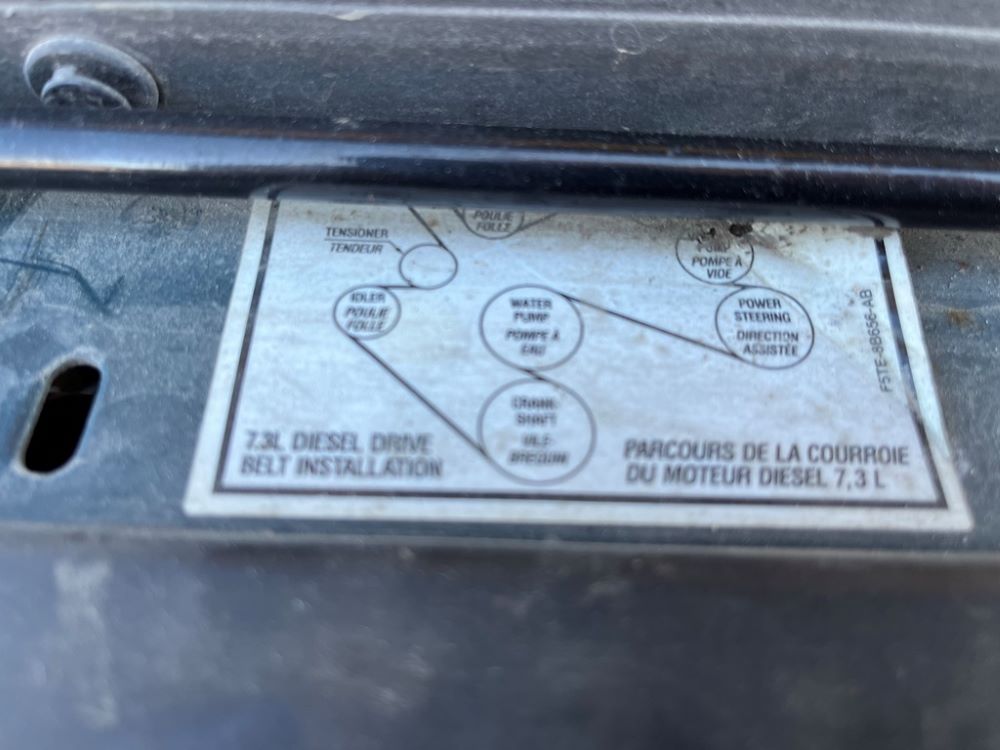 POULIE
FOLLE
TENSIONER
TENDEUR
POMPE À
VIDE
IDLER
POULIE
FOLLE
WATER
PUMP
POMPE À
EAU
POWER
STEERING
DIRECTION
ASSISTÉE
F5TE-8B656-AB
CRANK
SHAFT
VILE-
BREQUIN
7.3L DIESEL DRIVE
BELT INSTALLATION
PARCOURS DE LA COURROIE
DU MOTEUR DIESEL 7,3 L